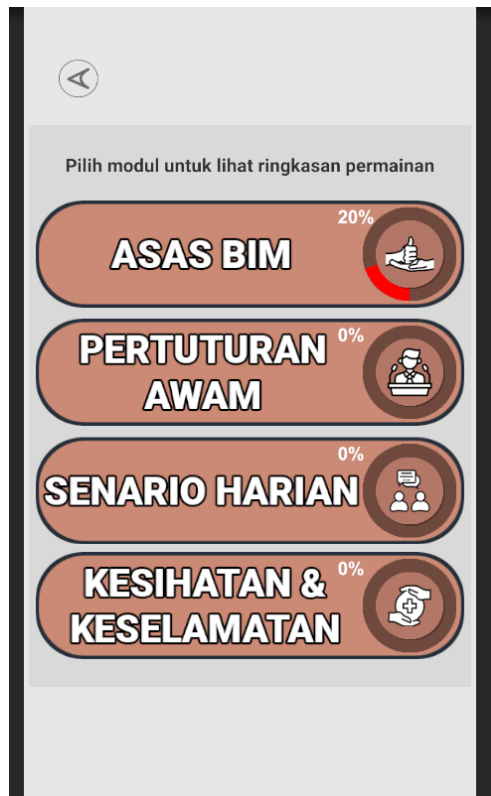 Pilih modul untuk lihat ringkasan permainan
20%
ASAS BIM
0%
PERTUTURAN
AWAM
0%
SENARIO HARIAN
0%
KESIHATAN &
KESELAMATAN